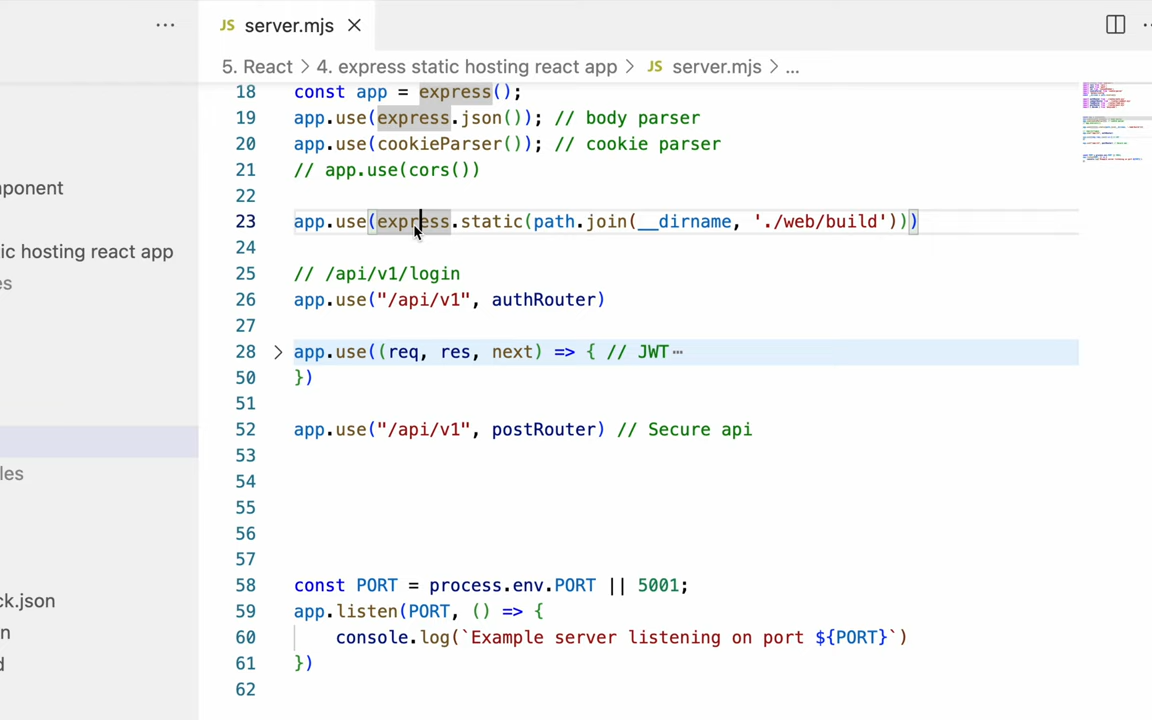 ... JS server.mjs ×
5. React > 4. express static hosting react app > JS server.mjs > ...
ponent
ic hosting react app
es
les
ck.json
n
d
18 const app = express();
19 app.use(express.json()); // body parser
20 app.use(cookieParser()); // cookie parser
21 // app.use(cors())
22
23 app.use(express.static(path.join(__dirname, './web/build')))
24
25 // /api/v1/login
26 app.use("/api/v1", authRouter)
27
28 > app.use((req, res, next) => { // JWT ...
50 })
51
52 app.use("/api/v1", postRouter) // Secure api
53
54
55
56
57
58 const PORT = process.env.PORT || 5001;
59 app.listen(PORT, () => {
60 console.log(`Example server listening on port ${PORT}`)
61 })
62